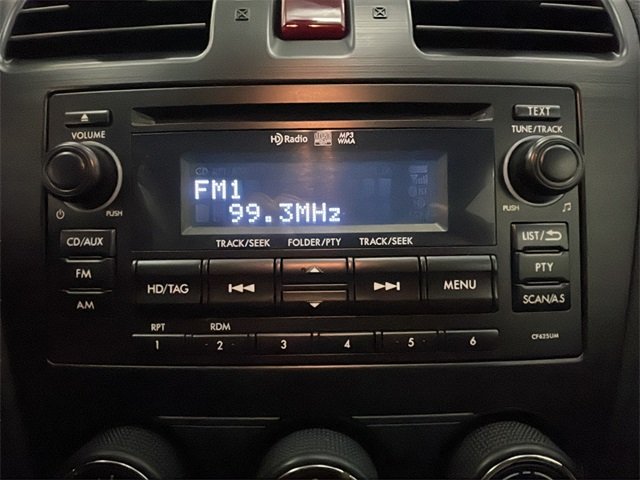 TEXT
VOLUME
HD Radio
MP3
WMA
TUNE/TRACK
FM1
99.3MHz
PUSH
PUSH
TRACK/SEEK
FOLDER/PTY
TRACK/SEEK
CD/AUX
LIST/
FM
HD/TAG
MENU
PTY
AM
SCAN/A.S
RPT
RDM
1
2
3
4
5
6
CF625UM